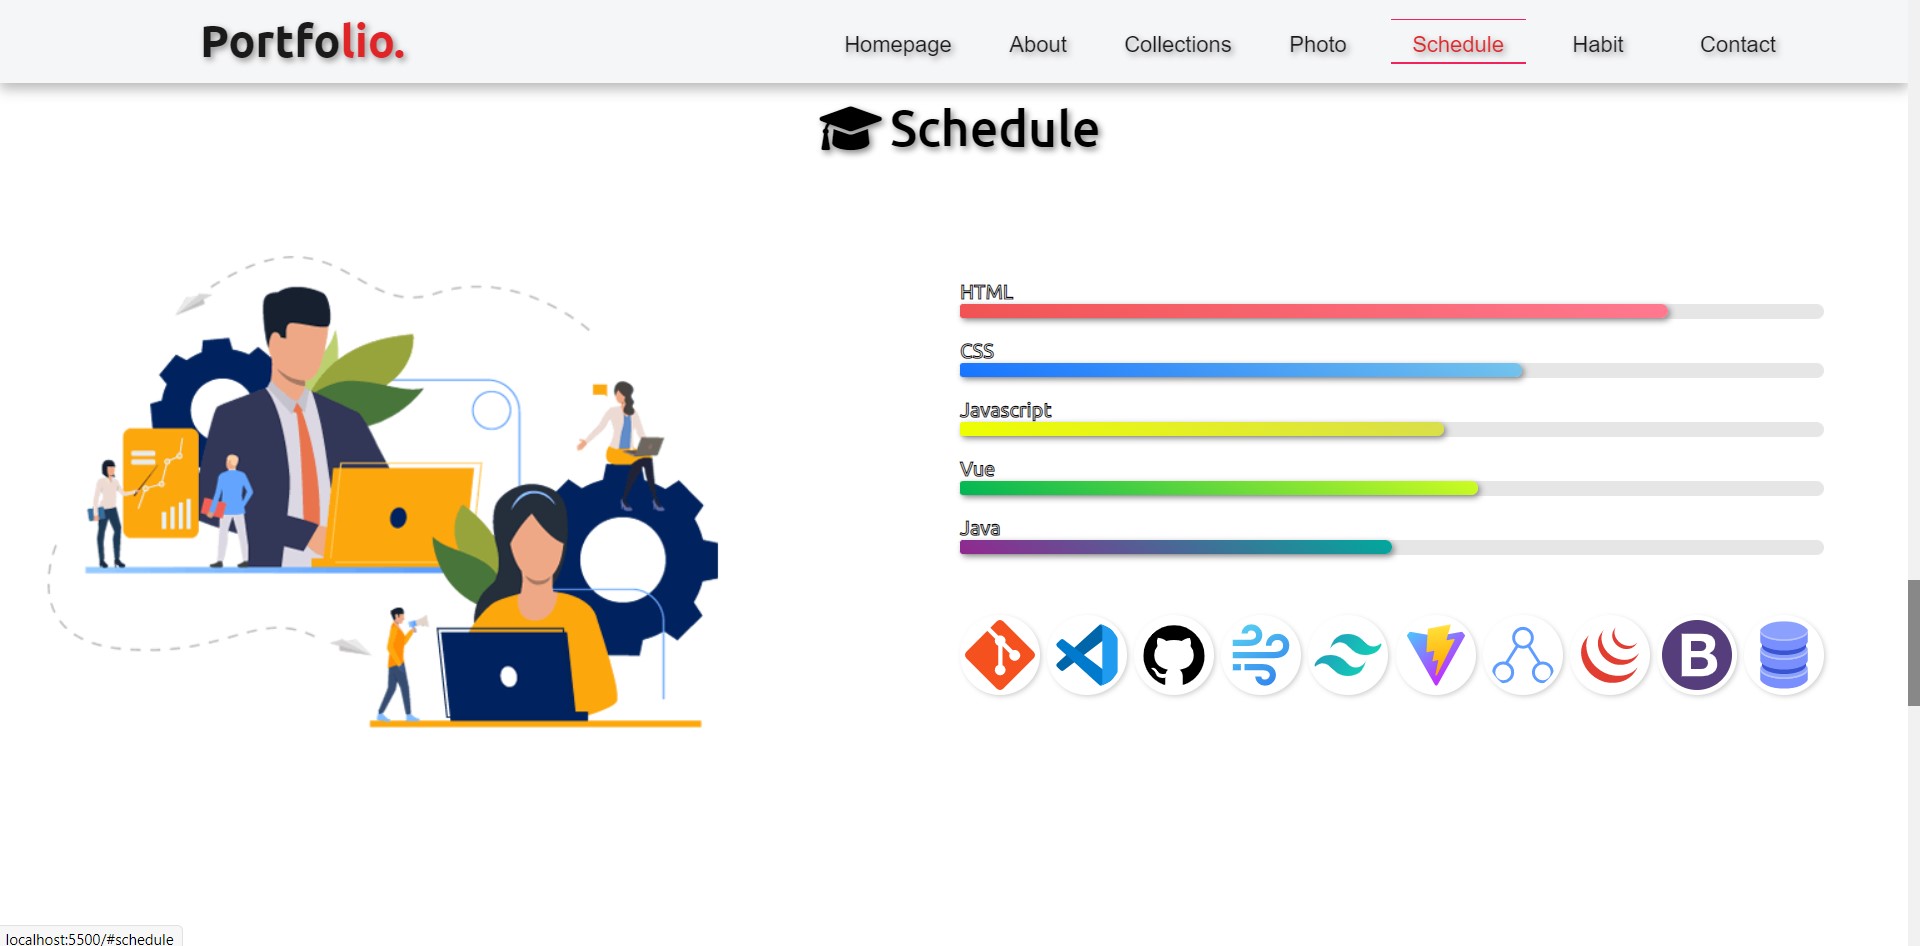 Portfolio.
Homepage About Collections Photo Schedule Habit Contact
Schedule
HTML
CSS
Javascript
Vue
Java
B
localhost:5500/#schedule